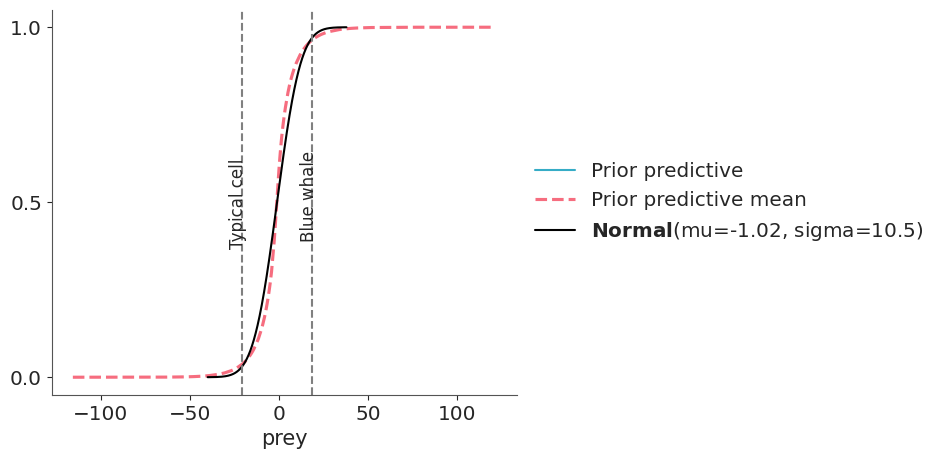 1.0
0.5
0.0
Typical cell
Blue whale
−100
−50
0
50
100
prey
Prior predictive
Prior predictive mean
Normal(mu=-1.02, sigma=10.5)